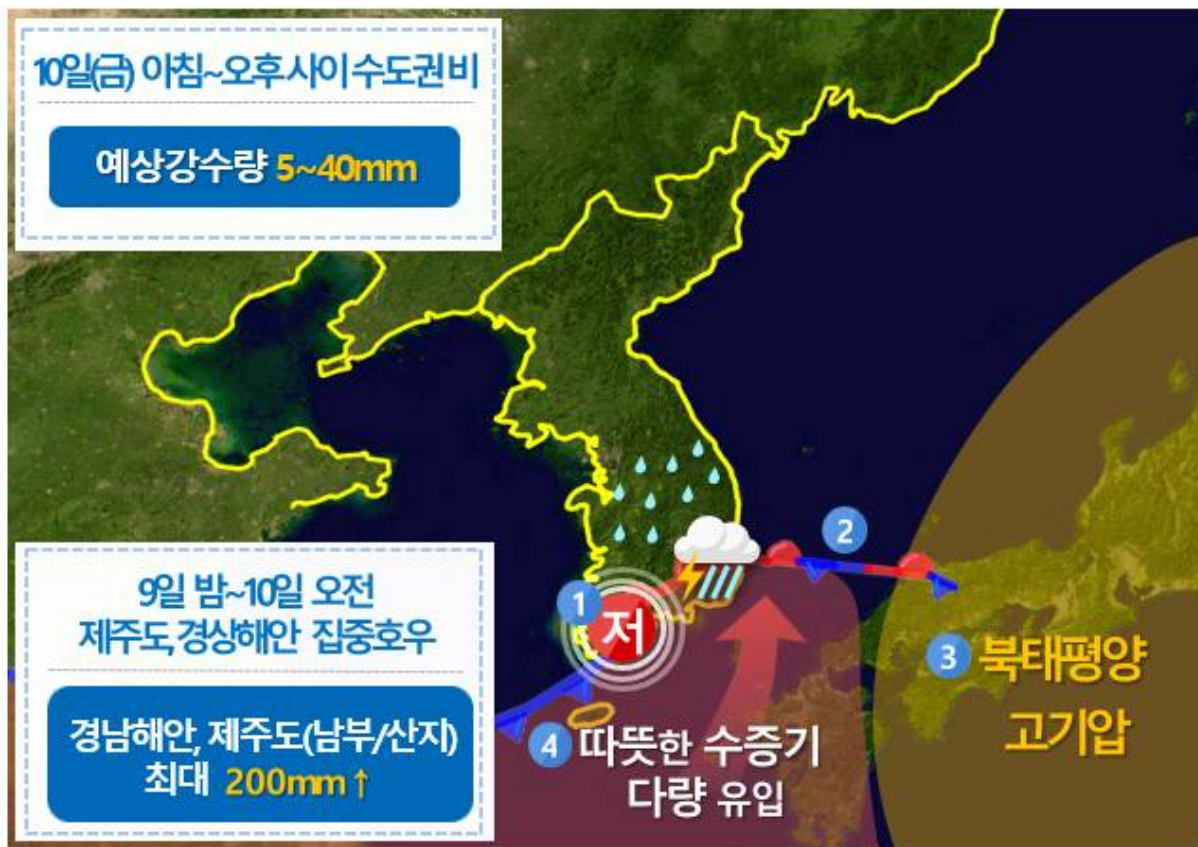 10일(금) 아침~오후 사이 수도권 비
예상강수량 5~40mm
9일 밤~10일 오전
제주도,경상해안 집중호우
경남해안, 제주도(남부/산지)
최대 200mm↑
1
저
2
3 북태평양
고기압
4 따뜻한 수증기
다량 유입